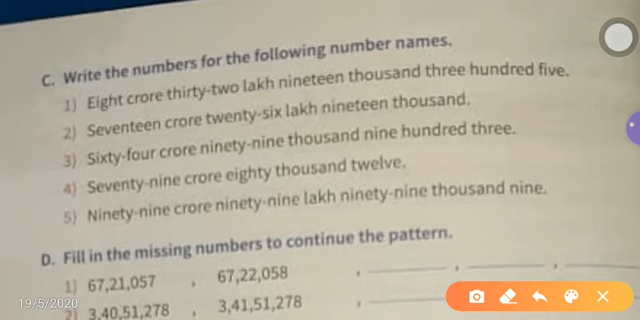 C. Write the numbers for the following number names.
1) Eight crore thirty-two lakh nineteen thousand three hundred five.
2) Seventeen crore twenty-six lakh nineteen thousand.
3) Sixty-four crore ninety-nine thousand nine hundred three.
4) Seventy-nine crore eighty thousand twelve.
5) Ninety-nine crore ninety-nine lakh ninety-nine thousand nine.
D. Fill in the missing numbers to continue the pattern.
1) 67,21,057 , 67,22,058 , ________ , ________ , ________
19/5/2020
2) 3,40,51,278 , 3,41,51,278 , ________